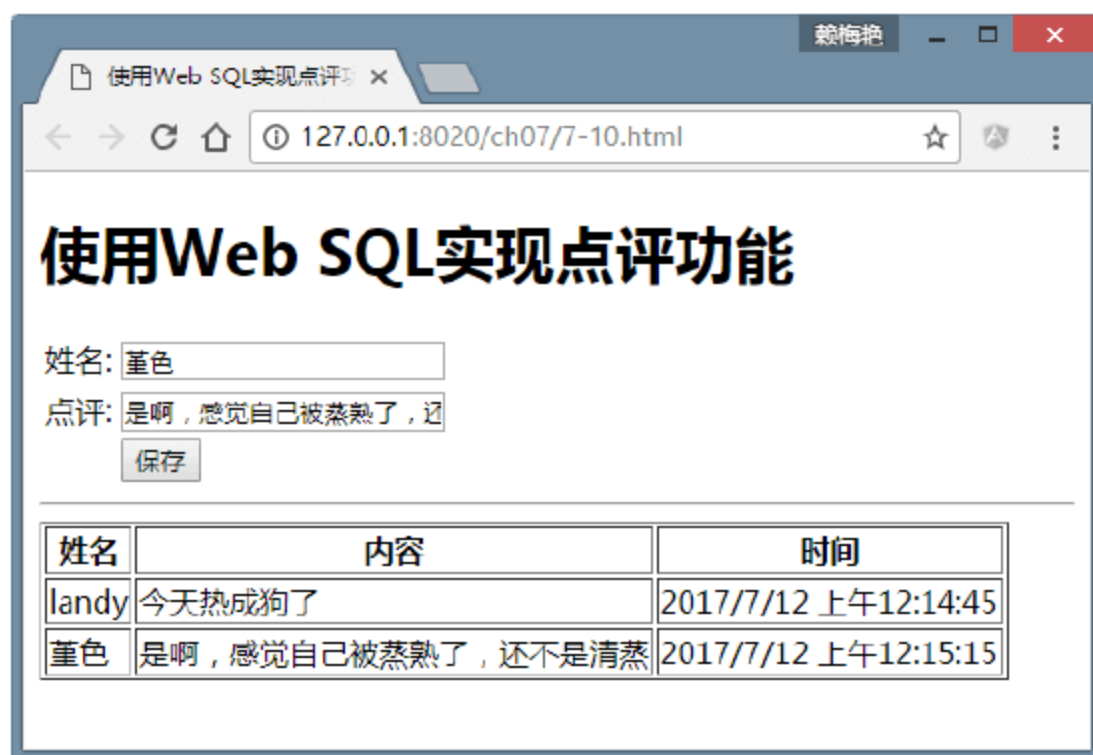 赖梅艳
使用Web SQL实现点评
127.0.0.1:8020/ch07/7-10.html
使用Web SQL实现点评功能
姓名: 堇色
点评: 是啊，感觉自己被蒸熟了，还
保存
姓名 内容 时间
landy 今天热成狗了 2017/7/12 上午12:14:45
堇色 是啊，感觉自己被蒸熟了，还不是清蒸 2017/7/12 上午12:15:15